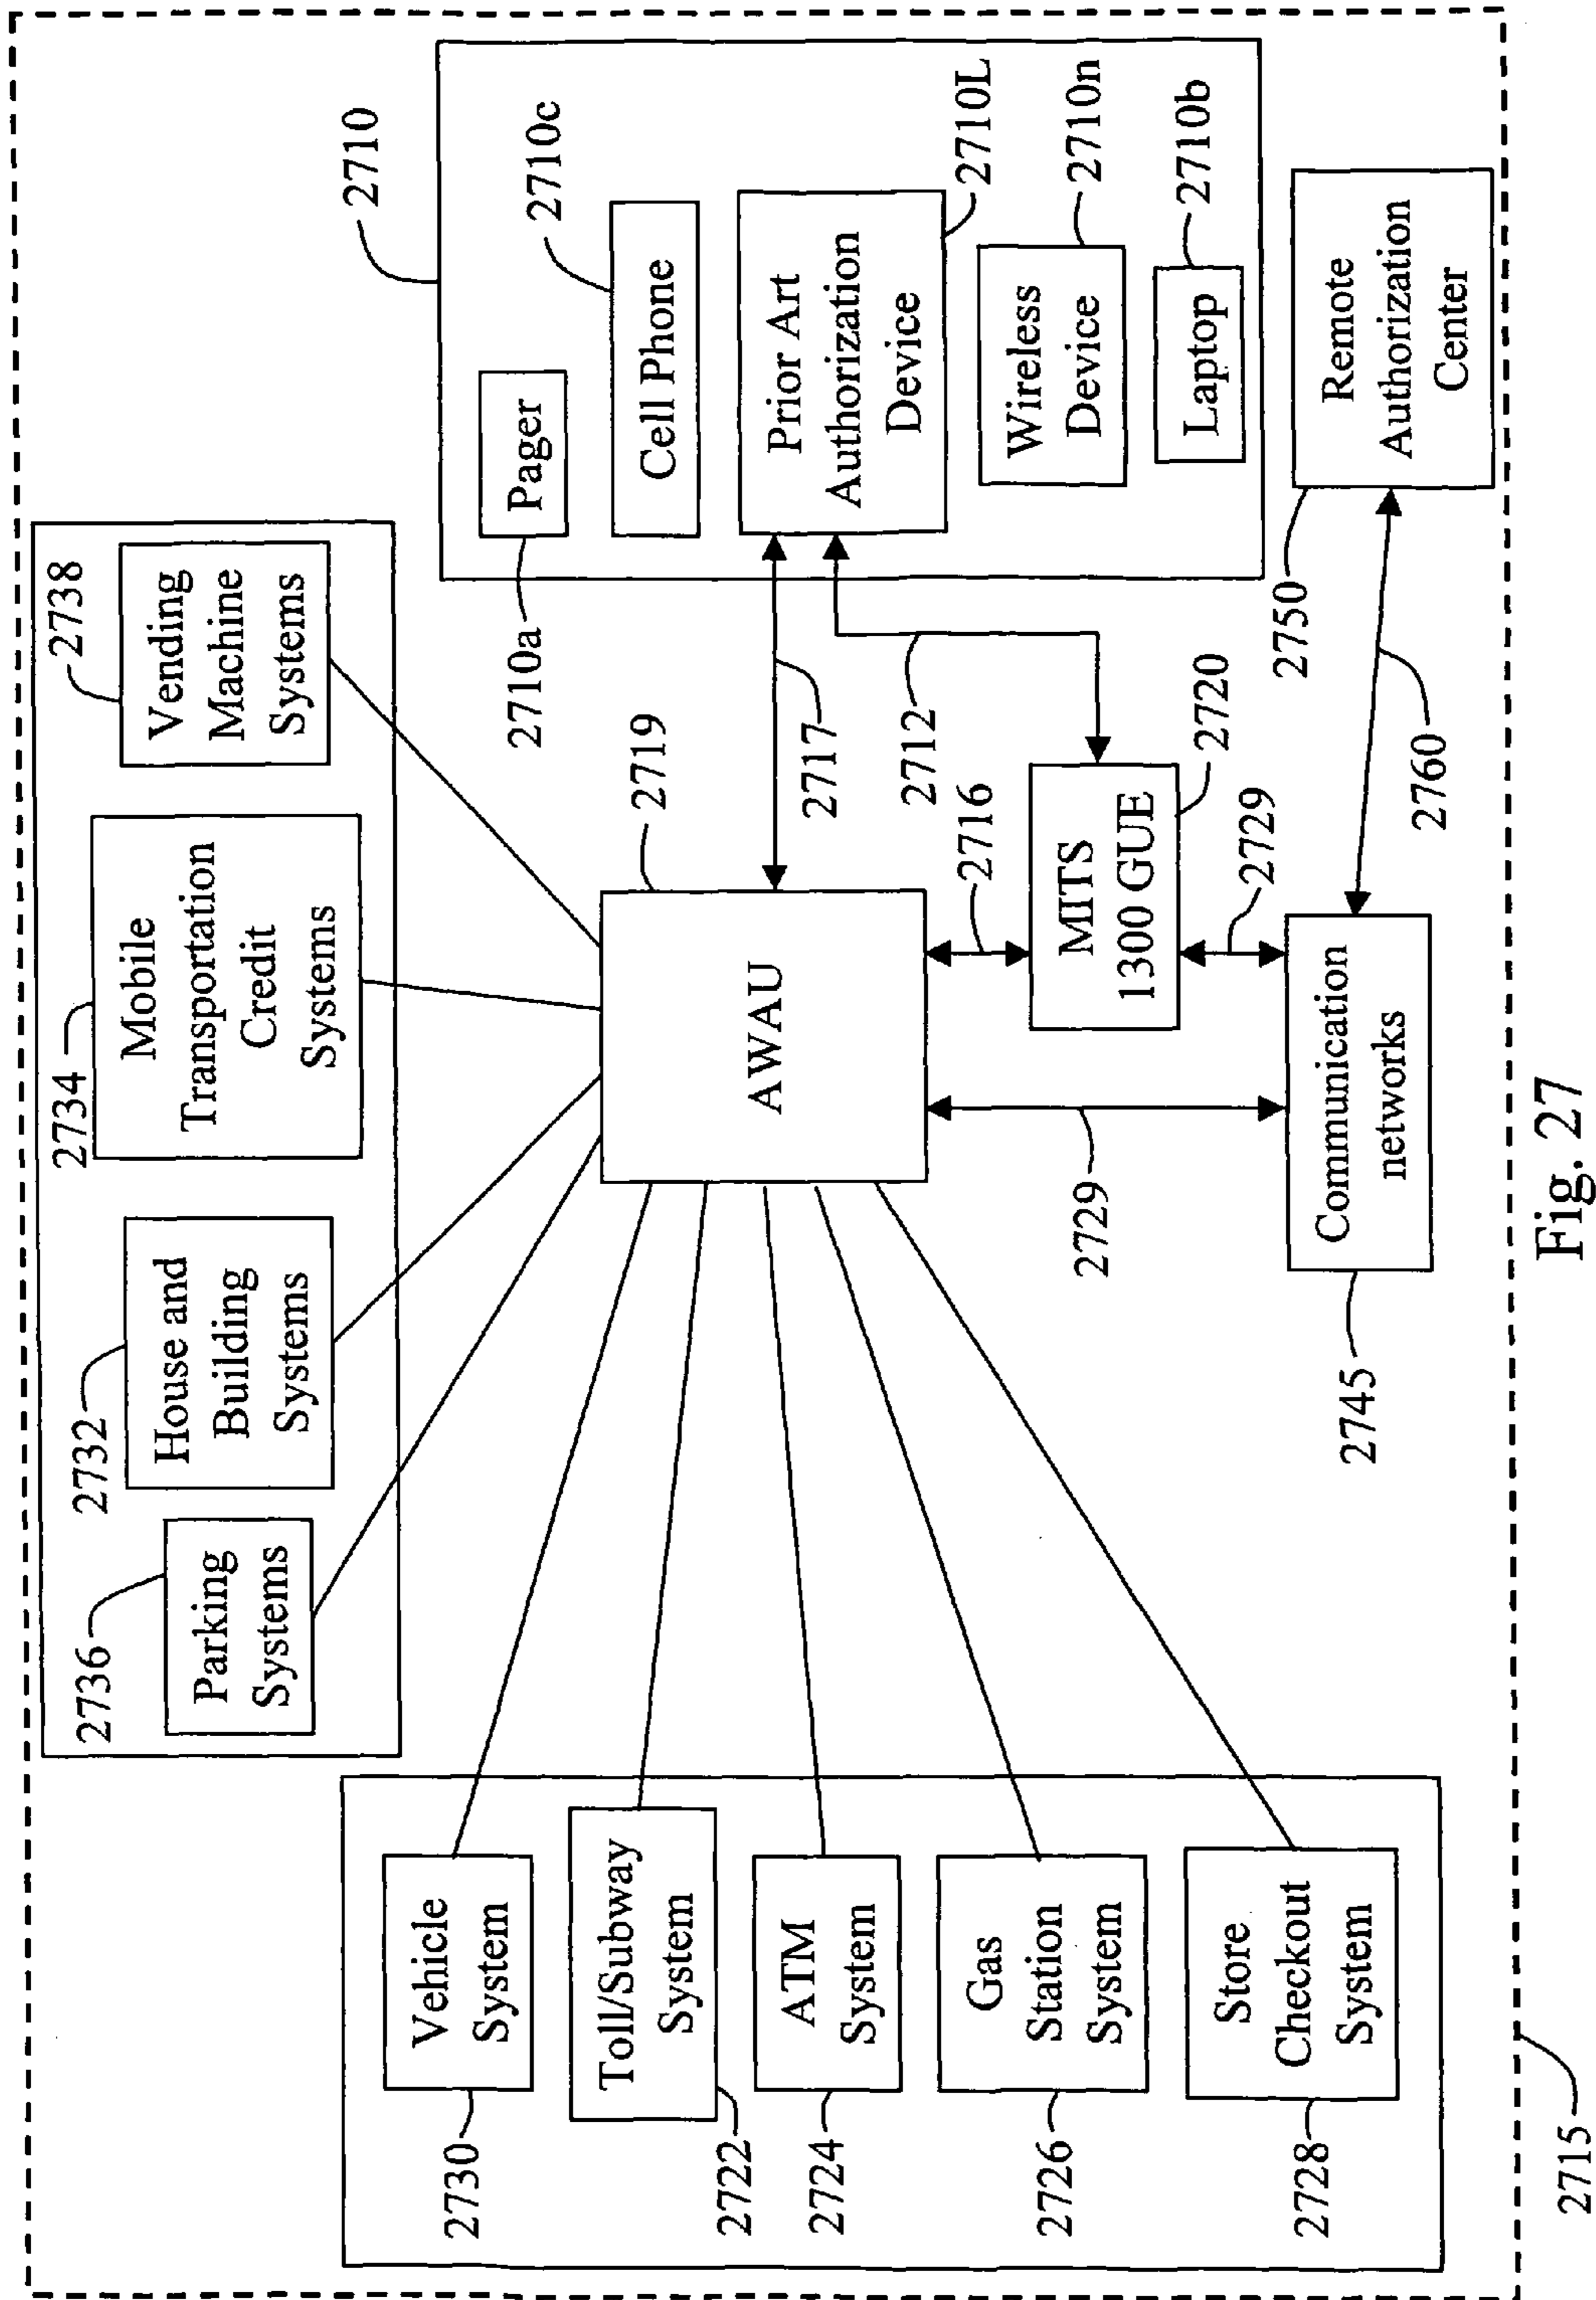 2736
Parking
Systems
2732
House and
Building
Systems
2734
Mobile
Transportation
Credit
Systems
2738
Vending
Machine
Systems
2730
Vehicle
System
2722
Toll/Subway
System
2724
ATM
System
2726
Gas
Station
System
2728
Store
Checkout
System
2719
AWAU
2717
2712
2716
MITS
1300 GUE
2720
2729
2729
Communication
networks
2745
2760
2710
Pager
2710a
Cell Phone
2710c
Prior Art
Authorization
Device
2710L
Wireless
Device
2710n
Laptop
2710b
2750
Remote
Authorization
Center
2715
Fig. 27